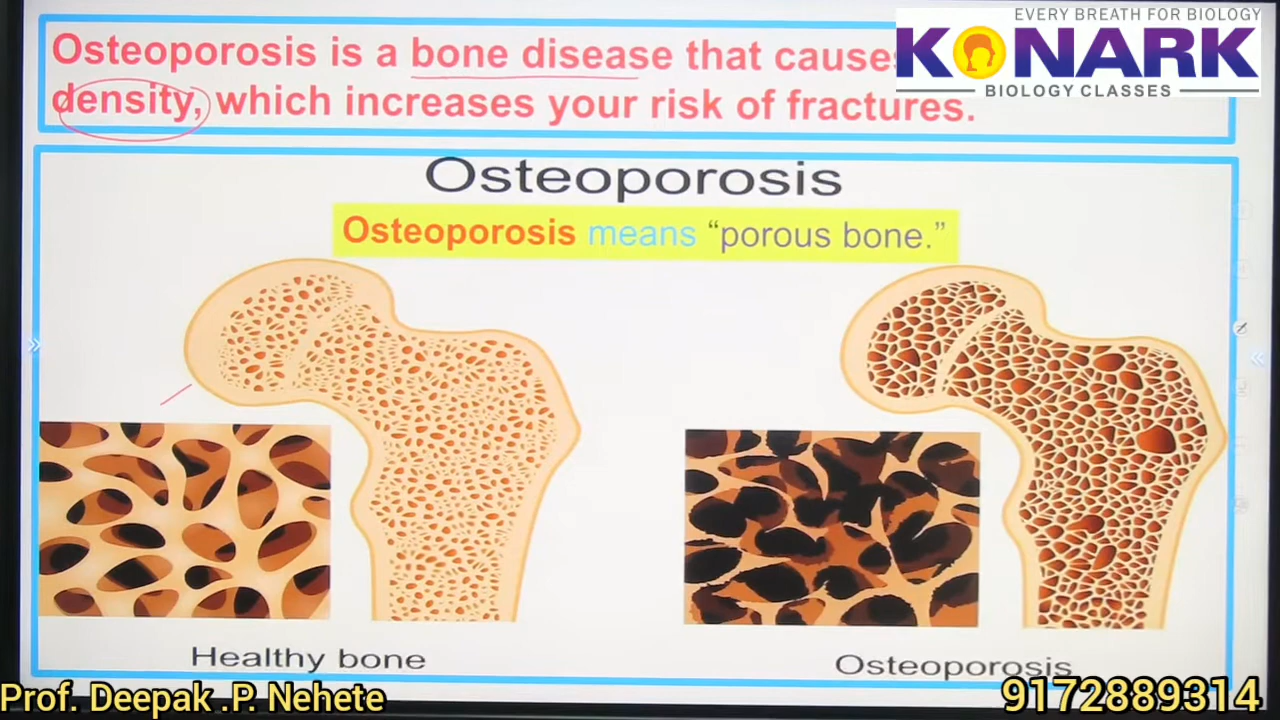 EVERY BREATH FOR BIOLOGY
KONARK
BIOLOGY CLASSES
Osteoporosis is a bone disease that cause
density, which increases your risk of fractures.
Osteoporosis
Osteoporosis means “porous bone.”
Healthy bone
Osteoporosis
Prof. Deepak .P. Nehete
9172889314